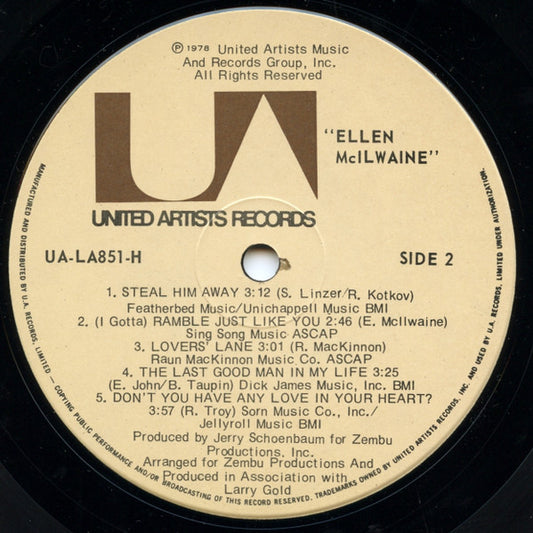 ℗ 1978 United Artists Music
And Records Group, Inc.
All Rights Reserved
UA
UNITED ARTISTS RECORDS
"ELLEN
McILWAINE"
UA-LA851-H
SIDE 2
1. STEAL HIM AWAY 3:12 (S. Linzer/R. Kotkov)
Featherbed Music/Unichappell Music BMI
2. (I Gotta) RAMBLE JUST LIKE YOU 2:46 (E. McIlwaine)
Sing Song Music ASCAP
3. LOVERS' LANE 3:01 (R. MacKinnon)
Raun MacKinnon Music Co. ASCAP
4. THE LAST GOOD MAN IN MY LIFE 3:25
(E. John/B. Taupin) Dick James Music, Inc. BMI
5. DON'T YOU HAVE ANY LOVE IN YOUR HEART?
3:57 (R. Troy) Sorn Music Co., Inc./
Jellyroll Music BMI
Produced by Jerry Schoenbaum for Zembu
Productions, Inc.
Arranged for Zembu Productions And
Produced in Association with
Larry Gold
MANUFACTURED AND DISTRIBUTED BY U.A. RECORDS, LIMITED — COPYING PUBLIC PERFORMANCE AND/OR BROADCASTING OF THIS RECORD RESERVED. TRADEMARKS OWNED BY UNITED ARTISTS RECORDS, INC. AND USED BY U.A. RECORDS, LIMITED UNDER AUTHORIZATION.